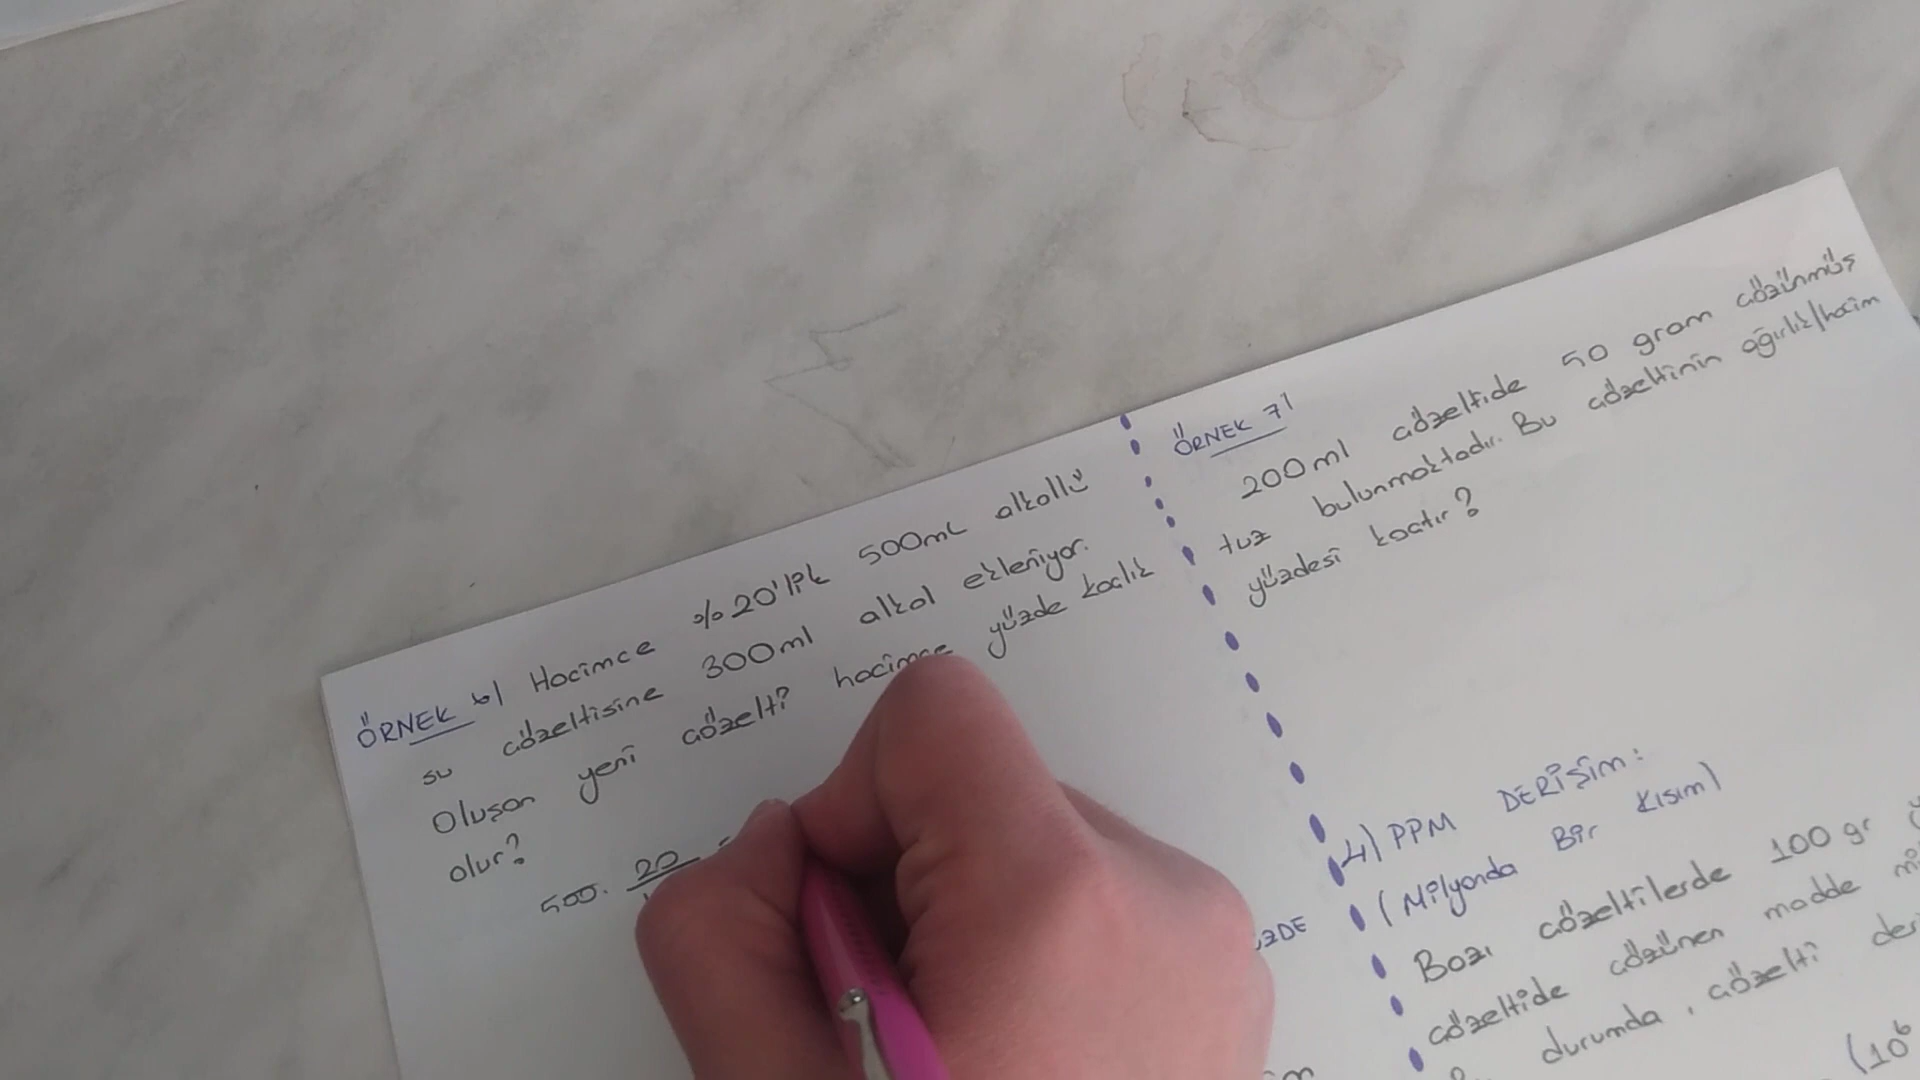 ÖRNEK 6) Hacimce %20'lik 500mL alkollü
su çözeltisine 300ml alkol ekleniyor.
Oluşan yeni çözelti hacimce yüzde kaçlık
olur?
500. 20
ÖRNEK 7)
200ml çözeltide 50 gram çözünmüş
tuz bulunmaktadır. Bu çözeltinin ağırlık/hacim
yüzdesi kaçtır?
4) PPM DERİŞİM:
(Milyonda Bir Kısım)
Bazı çözeltilerde 100 gr
çözeltide çözünen madde
durumda, çözelti
(10⁶